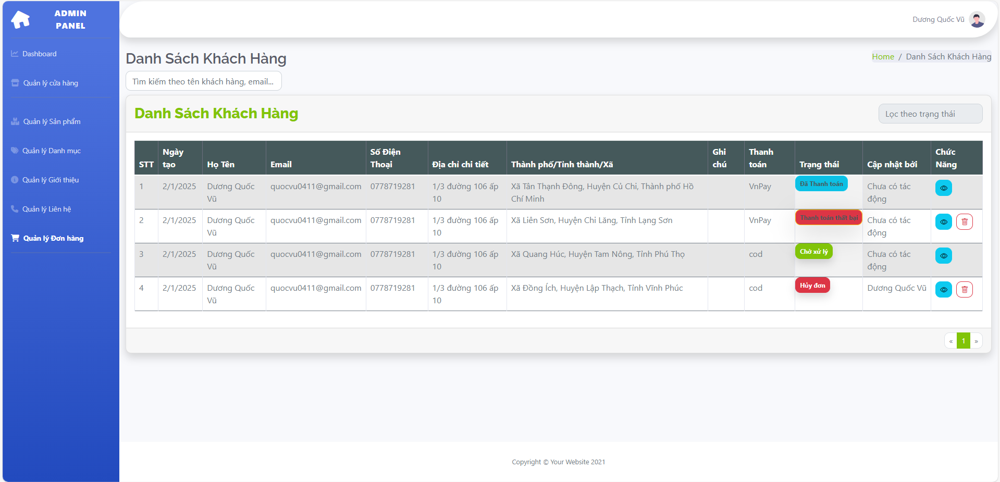 ADMIN
PANEL
Dashboard
Quản lý cửa hàng
Quản lý Sản phẩm
Quản lý Danh mục
Quản lý Giới thiệu
Quản lý Liên hệ
Quản lý Đơn hàng
Dương Quốc Vũ
Danh Sách Khách Hàng
Home / Danh Sách Khách Hàng
Tìm kiếm theo tên khách hàng, email...
Danh Sách Khách Hàng
Lọc theo trạng thái
STT Ngày tạo Họ Tên Email Số Điện Thoại Địa chỉ chi tiết Thành phố/Tỉnh thành/Xã Ghi chú Thanh toán Trạng thái Cập nhật bởi Chức Năng
1 2/1/2025 Dương Quốc Vũ quocvu0411@gmail.com 0778719281 1/3 đường 106 ấp 10 Xã Tân Thạnh Đông, Huyện Củ Chi, Thành phố Hồ Chí Minh VnPay Đã Thanh toán Chưa có tác động
2 2/1/2025 Dương Quốc Vũ quocvu0411@gmail.com 0778719281 1/3 đường 106 ấp 10 Xã Liên Sơn, Huyện Chi Lăng, Tỉnh Lạng Sơn VnPay Thanh toán thất bại Chưa có tác động
3 2/1/2025 Dương Quốc Vũ quocvu0411@gmail.com 0778719281 1/3 đường 106 ấp 10 Xã Quang Húc, Huyện Tam Nông, Tỉnh Phú Thọ cod Chờ xử lý Chưa có tác động
4 2/1/2025 Dương Quốc Vũ quocvu0411@gmail.com 0778719281 1/3 đường 106 ấp 10 Xã Đồng Ích, Huyện Lập Thạch, Tỉnh Vĩnh Phúc cod Hủy đơn Dương Quốc Vũ
« 1 »
Copyright © Your Website 2021